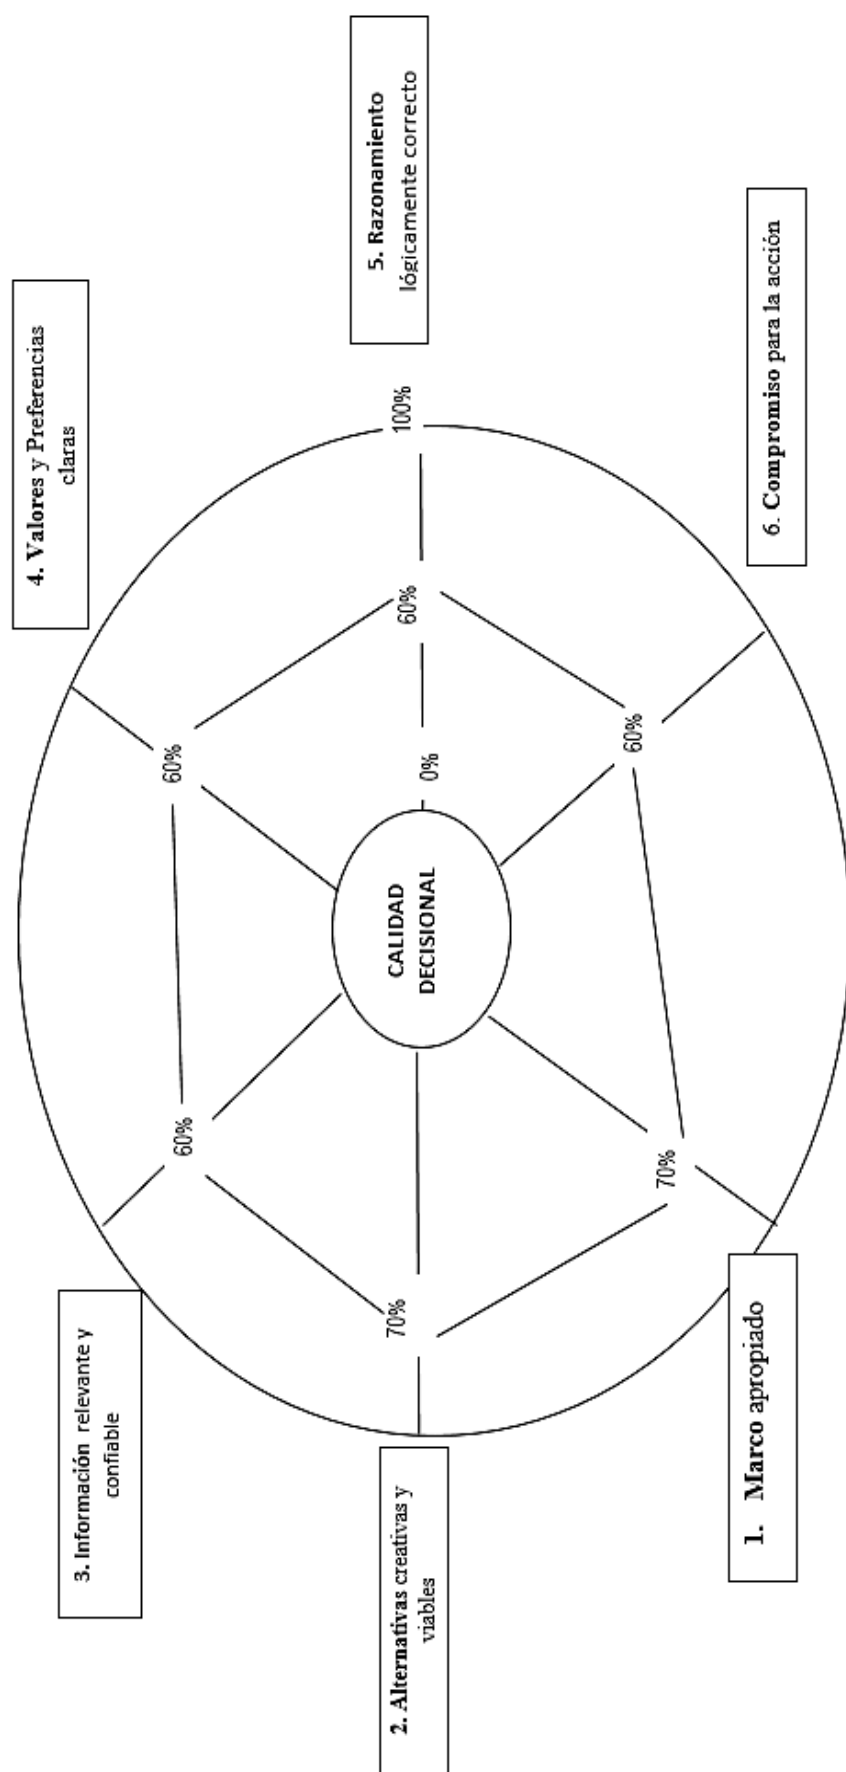 3. Información relevante y
confiable
4. Valores y Preferencias
claras
2. Alternativas creativas y
viables
5. Razonamiento
lógicamente correcto
1. Marco apropiado
6. Compromiso para la acción
CALIDAD
DECISIONAL
60%
60%
70%
0%
60%
100%
70%
60%